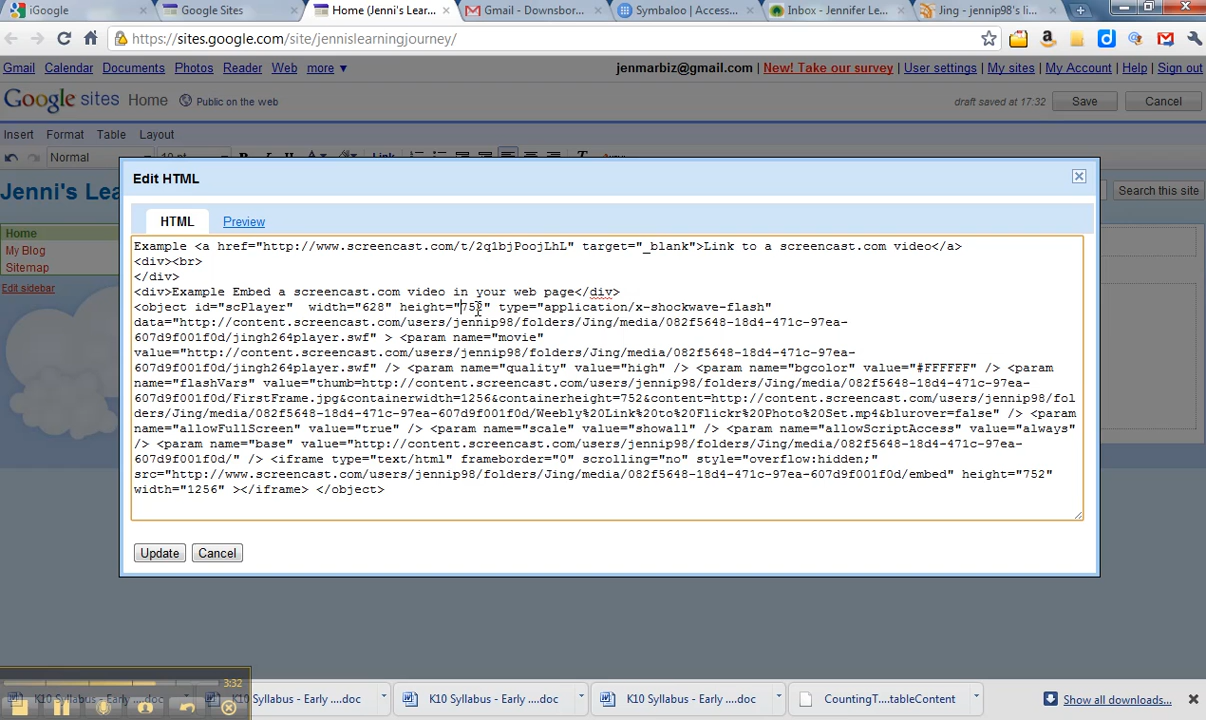 iGoogle
Google Sites
Home (Jenni's Lear...
Gmail - Downsbor...
Symbaloo | Access...
Inbox - Jennifer Le...
Jing - jennip98's li...
https://sites.google.com/site/jennislearningjourney/
Gmail Calendar Documents Photos Reader Web more ▼
jenmarbiz@gmail.com | New! Take our survey | User settings | My sites | My Account | Help | Sign out
Google sites Home Public on the web
draft saved at 17:32 Save Cancel
Insert Format Table Layout
Normal 10 pt Link
Jenni's Lea
Search this site
Home
My Blog
Sitemap
Edit sidebar
Edit HTML
HTML Preview
Example <a href="http://www.screencast.com/t/2q1bjPoojLhL" target="_blank">Link to a screencast.com video</a>
<div><br>
</div>
<div>Example Embed a screencast.com video in your web page</div>
<object id="scPlayer"  width="628" height="752" type="application/x-shockwave-flash"
data="http://content.screencast.com/users/jennip98/folders/Jing/media/082f5648-18d4-471c-97ea-
607d9f001f0d/jingh264player.swf" > <param name="movie"
value="http://content.screencast.com/users/jennip98/folders/Jing/media/082f5648-18d4-471c-97ea-
607d9f001f0d/jingh264player.swf" /> <param name="quality" value="high" /> <param name="bgcolor" value="#FFFFFF" /> <param
name="flashVars" value="thumb=http://content.screencast.com/users/jennip98/folders/Jing/media/082f5648-18d4-471c-97ea-
607d9f001f0d/FirstFrame.jpg&containerwidth=1256&containerheight=752&content=http://content.screencast.com/users/jennip98/fol
ders/Jing/media/082f5648-18d4-471c-97ea-607d9f001f0d/Weebly%20Link%20to%20Flickr%20Photo%20Set.mp4&blurover=false" /> <param
name="allowFullScreen" value="true" /> <param name="scale" value="showall" /> <param name="allowScriptAccess" value="always"
/> <param name="base" value="http://content.screencast.com/users/jennip98/folders/Jing/media/082f5648-18d4-471c-97ea-
607d9f001f0d/" /> <iframe type="text/html" frameborder="0" scrolling="no" style="overflow:hidden;"
src="http://www.screencast.com/users/jennip98/folders/Jing/media/082f5648-18d4-471c-97ea-607d9f001f0d/embed" height="752"
width="1256" ></iframe> </object>
Update Cancel
3:32
K10 Syllabus - Early ....doc
K10 Syllabus - Early ....doc
K10 Syllabus - Early ....doc
K10 Syllabus - Early ....doc
CountingT....tableContent
Show all downloads...